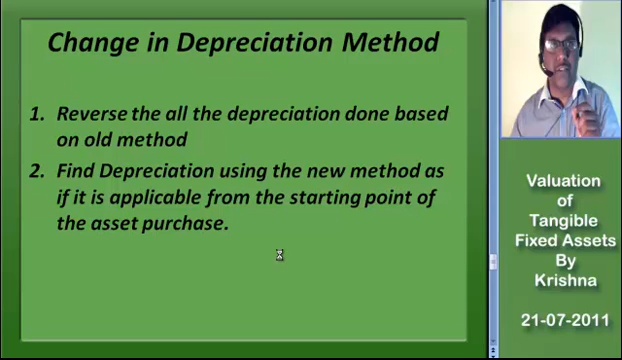 Change in Depreciation Method
1. Reverse the all the depreciation done based
on old method
2. Find Depreciation using the new method as
if it is applicable from the starting point of
the asset purchase.
Valuation
of
Tangible
Fixed Assets
By
Krishna
21-07-2011